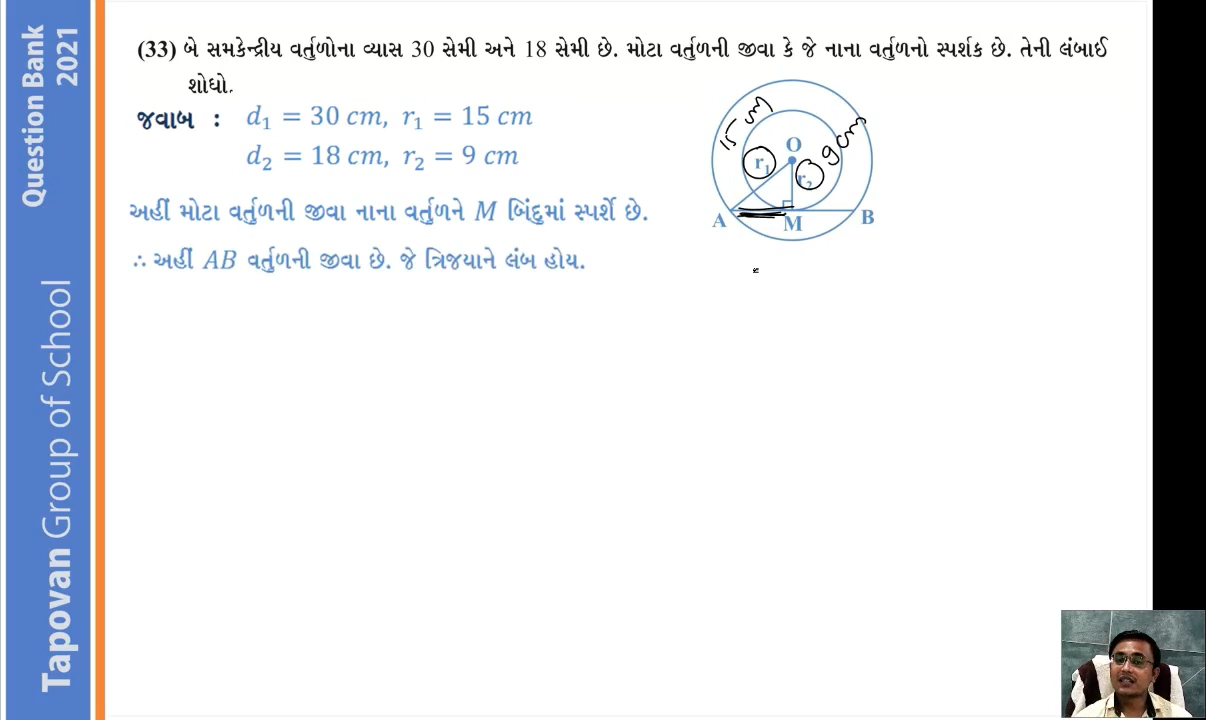 Question Bank
2021
Tapovan Group of School
(33) બે સમકેન્દ્રીય વર્તુળોના વ્યાસ 30 સેમી અને 18 સેમી છે. મોટા વર્તુળની જીવા કે જે નાના વર્તુળનો સ્પર્શક છે. તેની લંબાઈ
શોધો.
જવાબ : d₁ = 30 cm, r₁ = 15 cm
d₂ = 18 cm, r₂ = 9 cm
અહીં મોટા વર્તુળની જીવા નાના વર્તુળને M બિંદુમાં સ્પર્શે છે.
∴ અહીં AB વર્તુળની જીવા છે. જે ત્રિજયાને લંબ હોય.
15 cm
9 cm
O
r₁
r₂
A
M
B